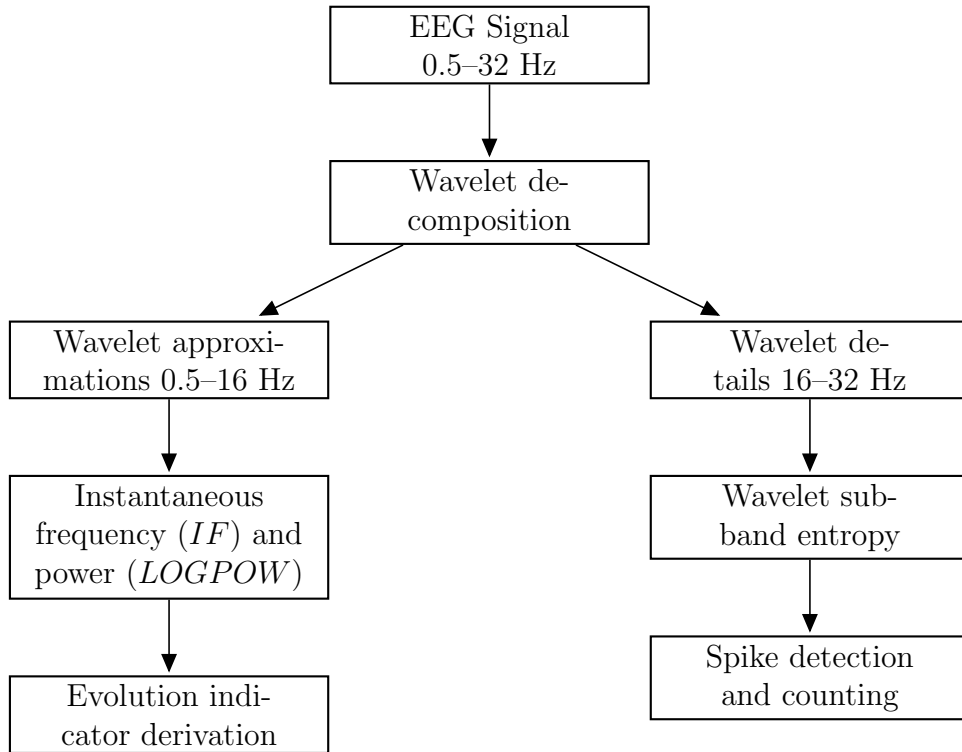 EEG Signal
0.5–32 Hz
Wavelet de-
composition
Wavelet approxi-
mations 0.5–16 Hz
Wavelet de-
tails 16–32 Hz
Instantaneous
frequency (IF) and
power (LOGPOW)
Wavelet sub-
band entropy
Evolution indi-
cator derivation
Spike detection
and counting